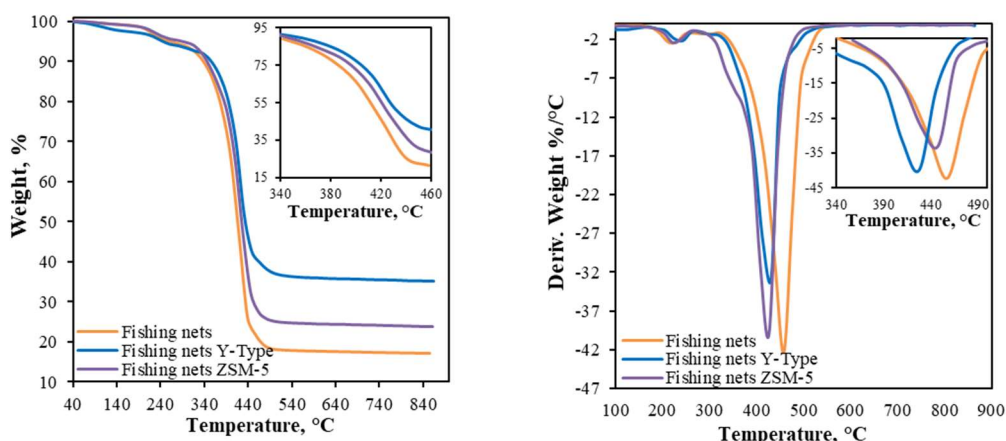 100
90
80
70
60
50
40
30
20
10
Weight, %
40 140 240 340 440 540 640 740 840
Temperature, °C
Fishing nets
Fishing nets Y-Type
Fishing nets ZSM-5
95
75
55
35
15
340 380 420 460
Temperature, °C
-2
-7
-12
-17
-22
-27
-32
-37
-42
-47
Deriv. Weight %/°C
100 200 300 400 500 600 700 800 900
Temperature, °C
Fishing nets
Fishing nets Y-Type
Fishing nets ZSM-5
-5
-15
-25
-35
-45
340 390 440 490
Temperature, °C